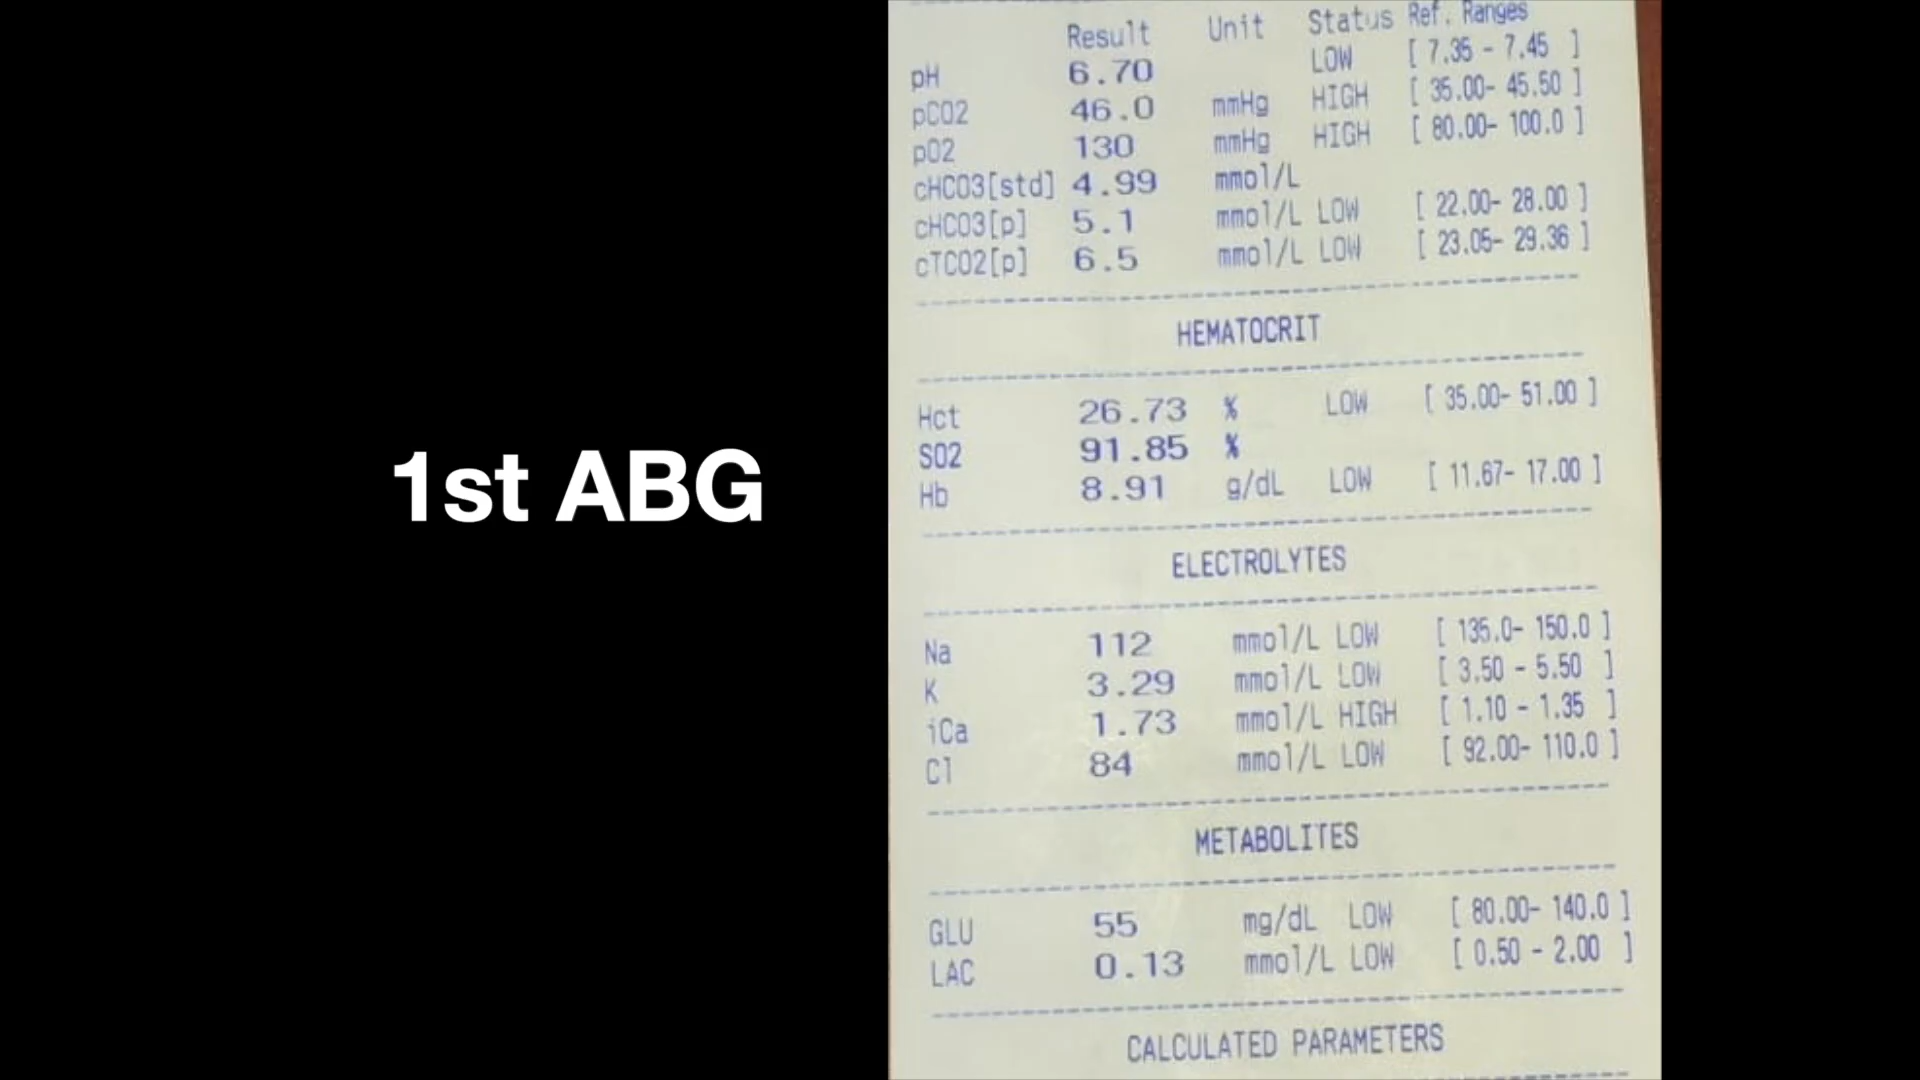 1st ABG
Result Unit Status Ref. Ranges
pH 6.70 LOW [ 7.35 - 7.45 ]
pCO2 46.0 mmHg HIGH [ 35.00- 45.50 ]
pO2 130 mmHg HIGH [ 80.00- 100.0 ]
cHCO3[std] 4.99 mmol/L
cHCO3[p] 5.1 mmol/L LOW [ 22.00- 28.00 ]
cTCO2[p] 6.5 mmol/L LOW [ 23.05- 29.36 ]
HEMATOCRIT
Hct 26.73 % LOW [ 35.00- 51.00 ]
SO2 91.85 %
Hb 8.91 g/dL LOW [ 11.67- 17.00 ]
ELECTROLYTES
Na 112 mmol/L LOW [ 135.0- 150.0 ]
K 3.29 mmol/L LOW [ 3.50 - 5.50 ]
iCa 1.73 mmol/L HIGH [ 1.10 - 1.35 ]
Cl 84 mmol/L LOW [ 92.00- 110.0 ]
METABOLITES
GLU 55 mg/dL LOW [ 80.00- 140.0 ]
LAC 0.13 mmol/L LOW [ 0.50 - 2.00 ]
CALCULATED PARAMETERS